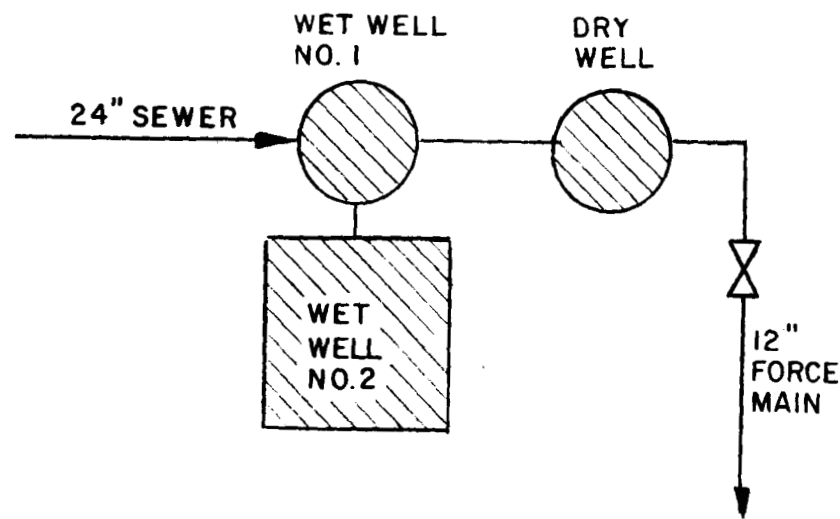 WET WELL
NO. 1
DRY
WELL
24" SEWER
WET
WELL
NO. 2
12"
FORCE
MAIN